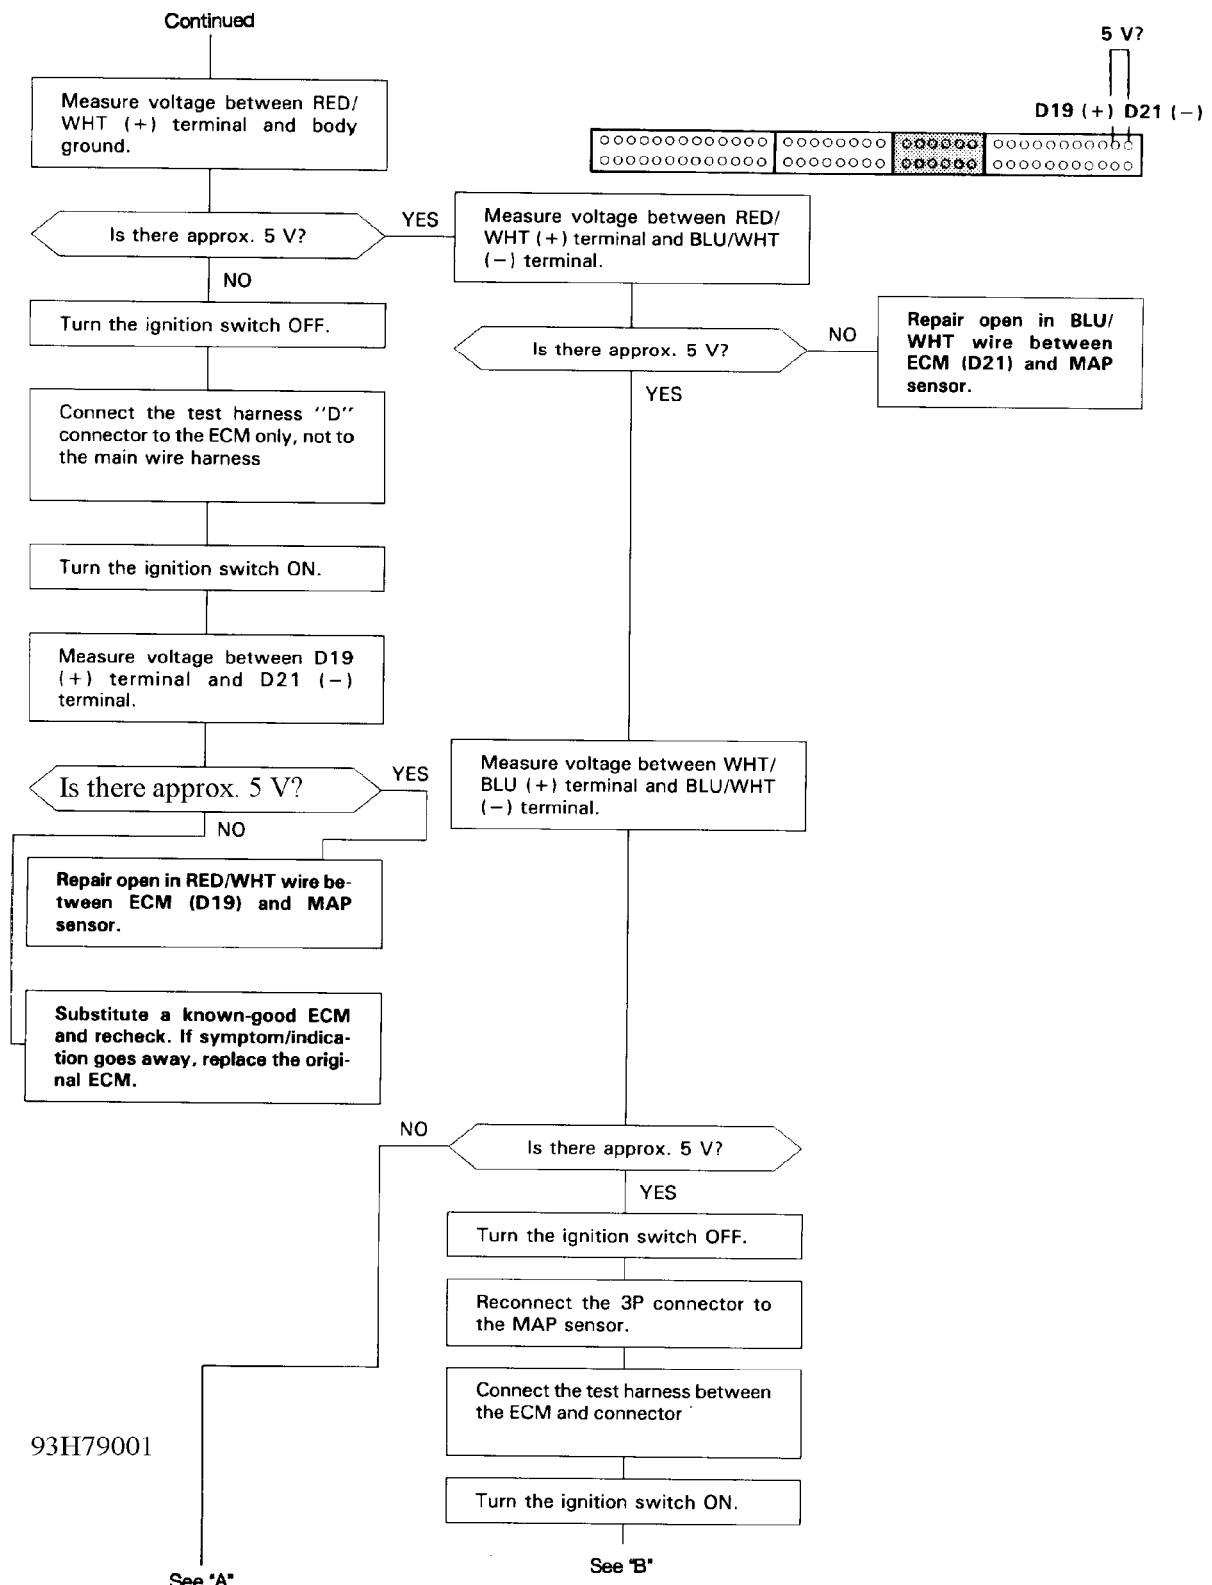 Continued
5 V?
D19 (+) D21 (−)
Measure voltage between RED/
WHT (+) terminal and body
ground.
Is there approx. 5 V?
YES
NO
Measure voltage between RED/
WHT (+) terminal and BLU/WHT
(−) terminal.
Turn the ignition switch OFF.
Is there approx. 5 V?
NO
YES
Repair open in BLU/
WHT wire between
ECM (D21) and MAP
sensor.
Connect the test harness ''D''
connector to the ECM only, not to
the main wire harness
Turn the ignition switch ON.
Measure voltage between D19
(+) terminal and D21 (−)
terminal.
Is there approx. 5 V?
YES
NO
Measure voltage between WHT/
BLU (+) terminal and BLU/WHT
(−) terminal.
Repair open in RED/WHT wire be-
tween ECM (D19) and MAP
sensor.
Substitute a known-good ECM
and recheck. If symptom/indica-
tion goes away, replace the origi-
nal ECM.
NO
Is there approx. 5 V?
YES
Turn the ignition switch OFF.
Reconnect the 3P connector to
the MAP sensor.
Connect the test harness between
the ECM and connector
93H79001
Turn the ignition switch ON.
See "B"
See "A"